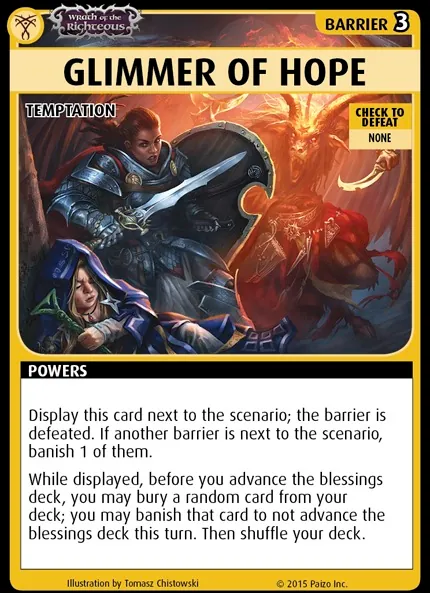 Wrath of the
Righteous
BARRIER 3
GLIMMER OF HOPE
TEMPTATION
CHECK TO
DEFEAT
NONE
POWERS
Display this card next to the scenario; the barrier is
defeated. If another barrier is next to the scenario,
banish 1 of them.
While displayed, before you advance the blessings
deck, you may bury a random card from your
deck; you may banish that card to not advance the
blessings deck this turn. Then shuffle your deck.
Illustration by Tomasz Chistowski
© 2015 Paizo Inc.